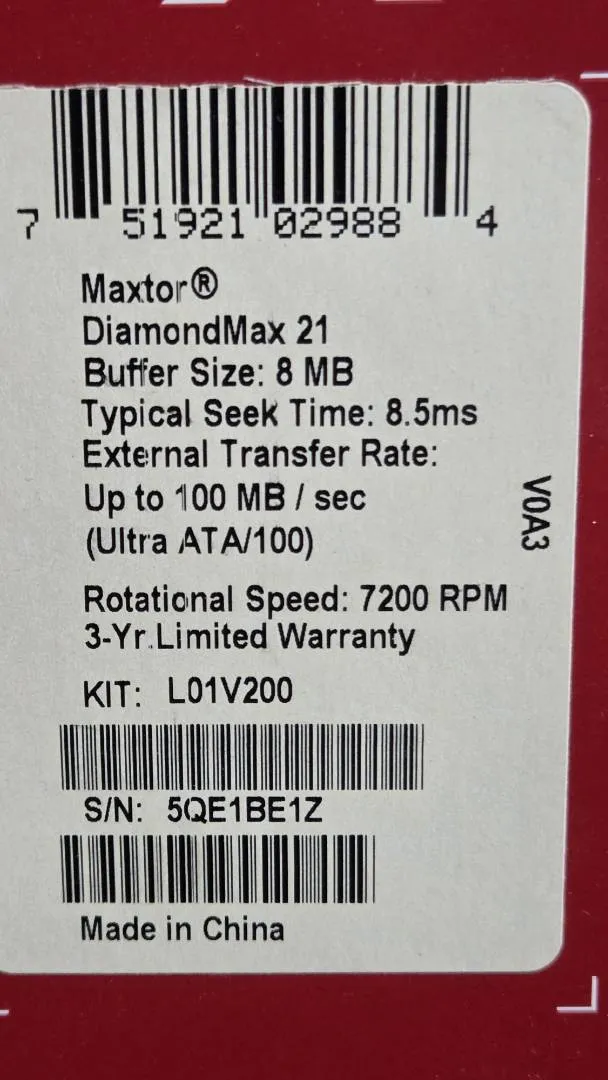 7 51921 02988 4
Maxtor®
DiamondMax 21
Buffer Size: 8 MB
Typical Seek Time: 8.5ms
External Transfer Rate:
Up to 100 MB / sec
(Ultra ATA/100)
V0A3
Rotational Speed: 7200 RPM
3-Yr.Limited Warranty
KIT: L01V200
S/N: 5QE1BE1Z
Made in China